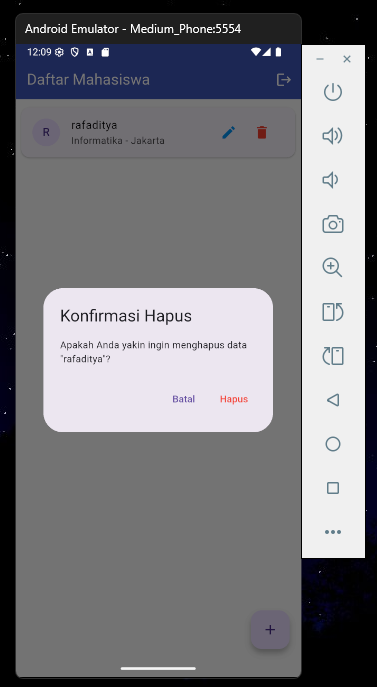 Android Emulator - Medium_Phone:5554
12:09
Daftar Mahasiswa
R
rafaditya
Informatika - Jakarta
Konfirmasi Hapus
Apakah Anda yakin ingin menghapus data
"rafaditya"?
Batal
Hapus